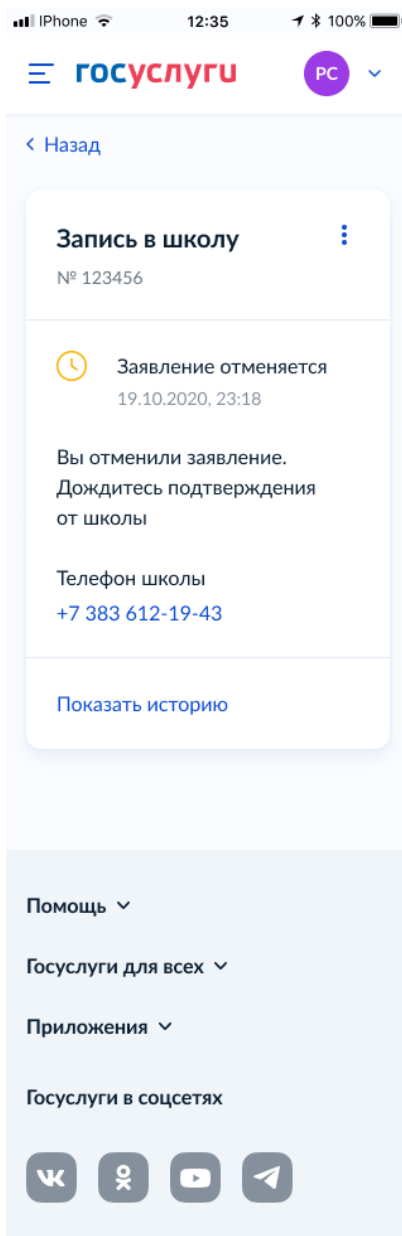 IPhone 12:35 100%
госуслуги РС
Назад
Запись в школу
№ 123456
Заявление отменяется
19.10.2020, 23:18
Вы отменили заявление.
Дождитесь подтверждения
от школы
Телефон школы
+7 383 612-19-43
Показать историю
Помощь
Госуслуги для всех
Приложения
Госуслуги в соцсетях